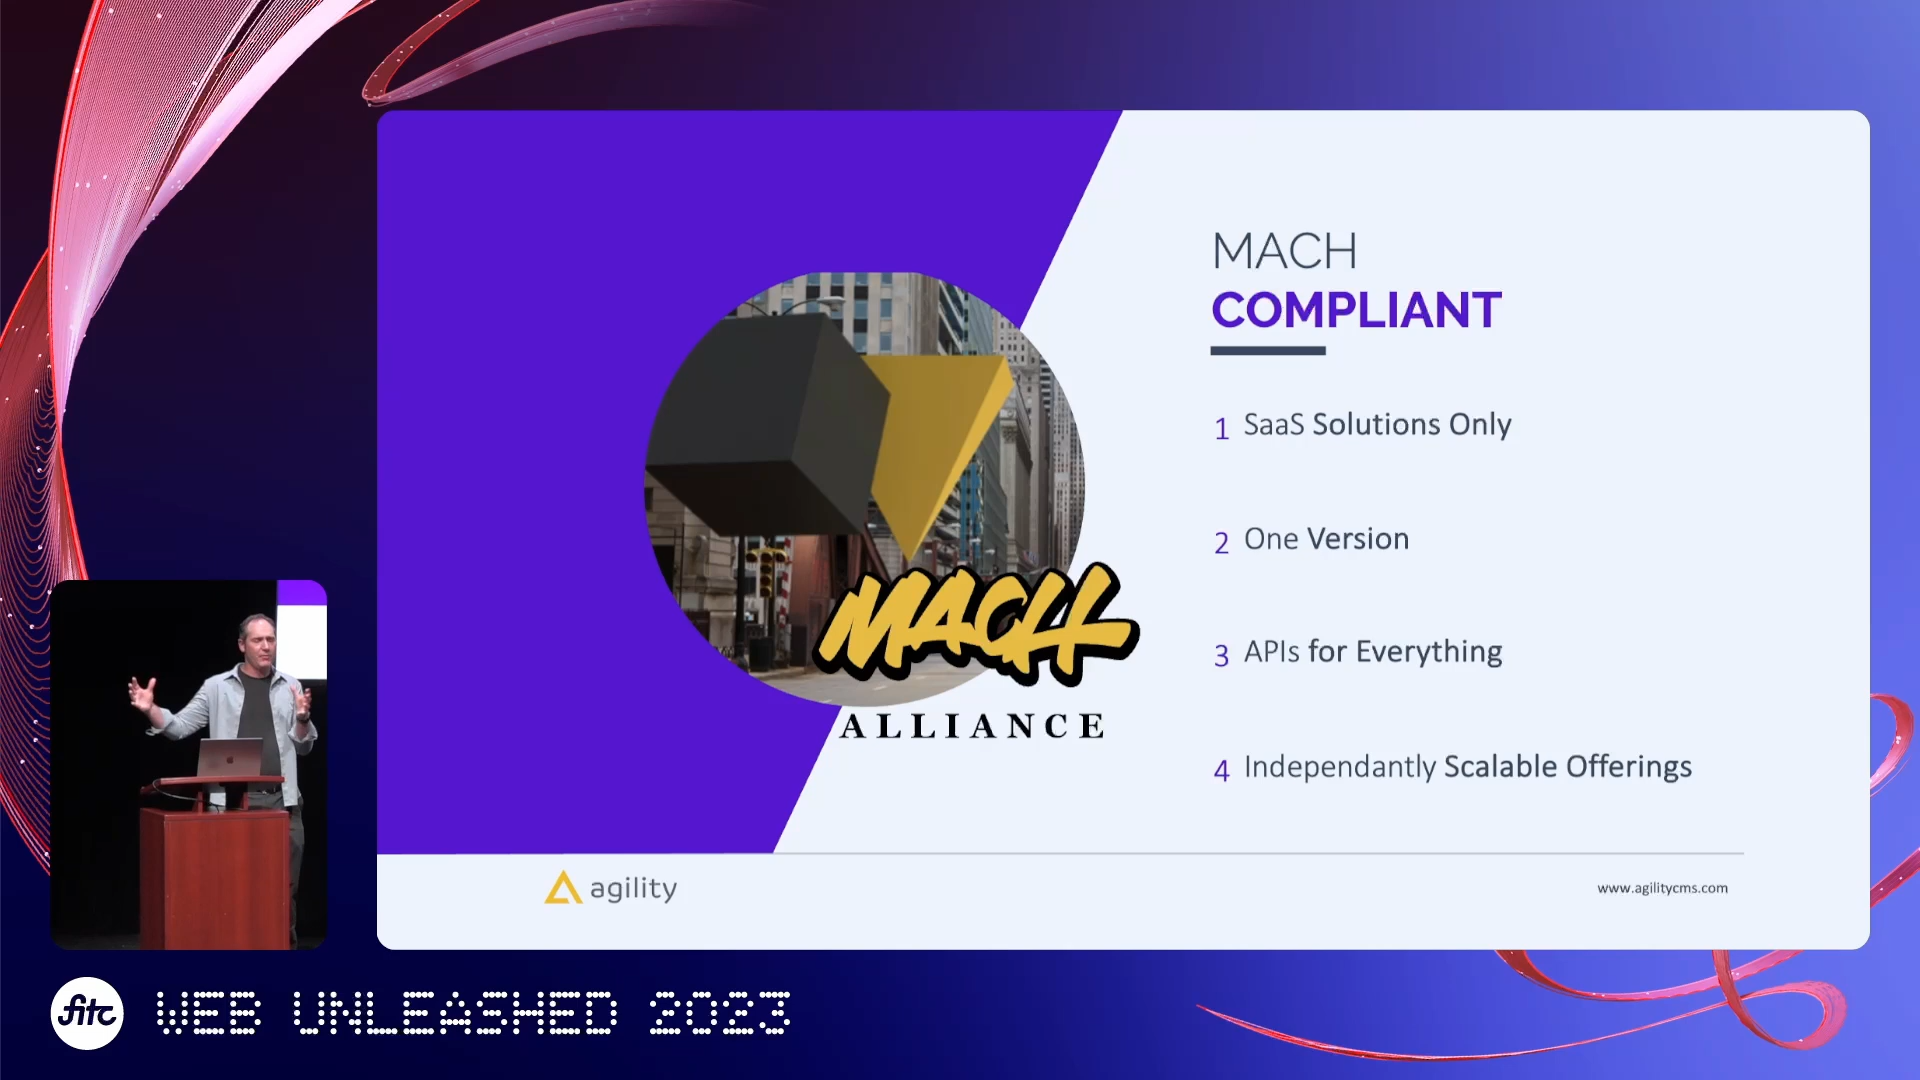 MACH
COMPLIANT
1 SaaS Solutions Only
2 One Version
3 APIs for Everything
4 Independantly Scalable Offerings
MACH
ALLIANCE
agility
www.agilitycms.com
fitc
WEB UNLEASHED 2023